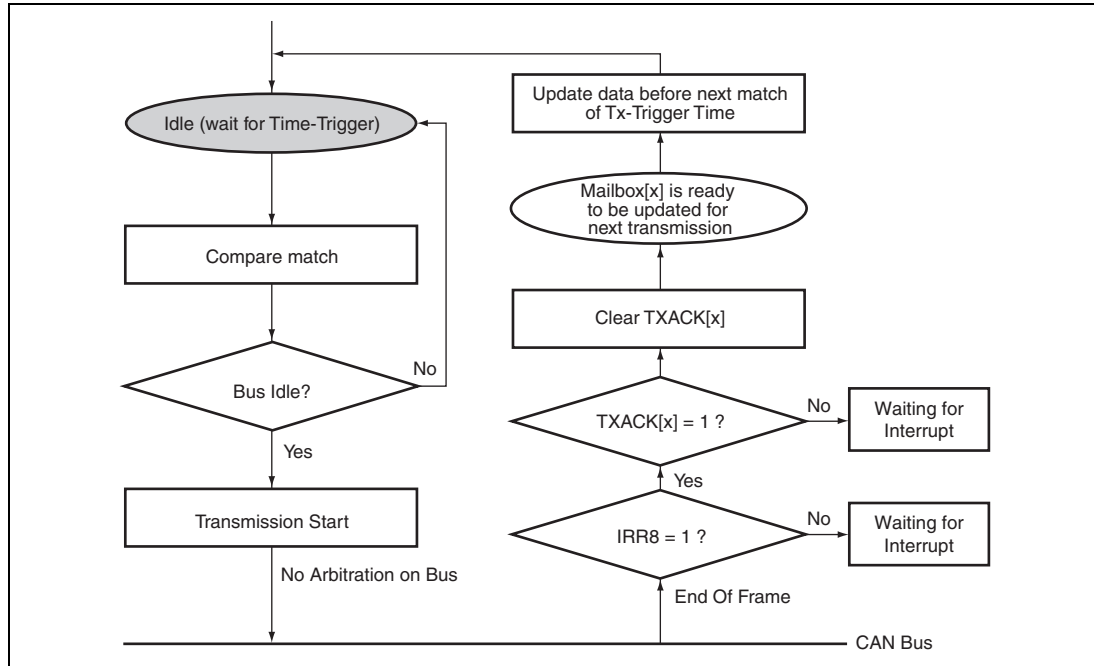 Idle (wait for Time-Trigger)
Compare match
Bus Idle?
No
Yes
Transmission Start
No Arbitration on Bus
Update data before next match
of Tx-Trigger Time
Mailbox[x] is ready
to be updated for
next transmission
Clear TXACK[x]
TXACK[x] = 1 ?
No
Waiting for
Interrupt
Yes
IRR8 = 1 ?
No
Waiting for
Interrupt
End Of Frame
CAN Bus